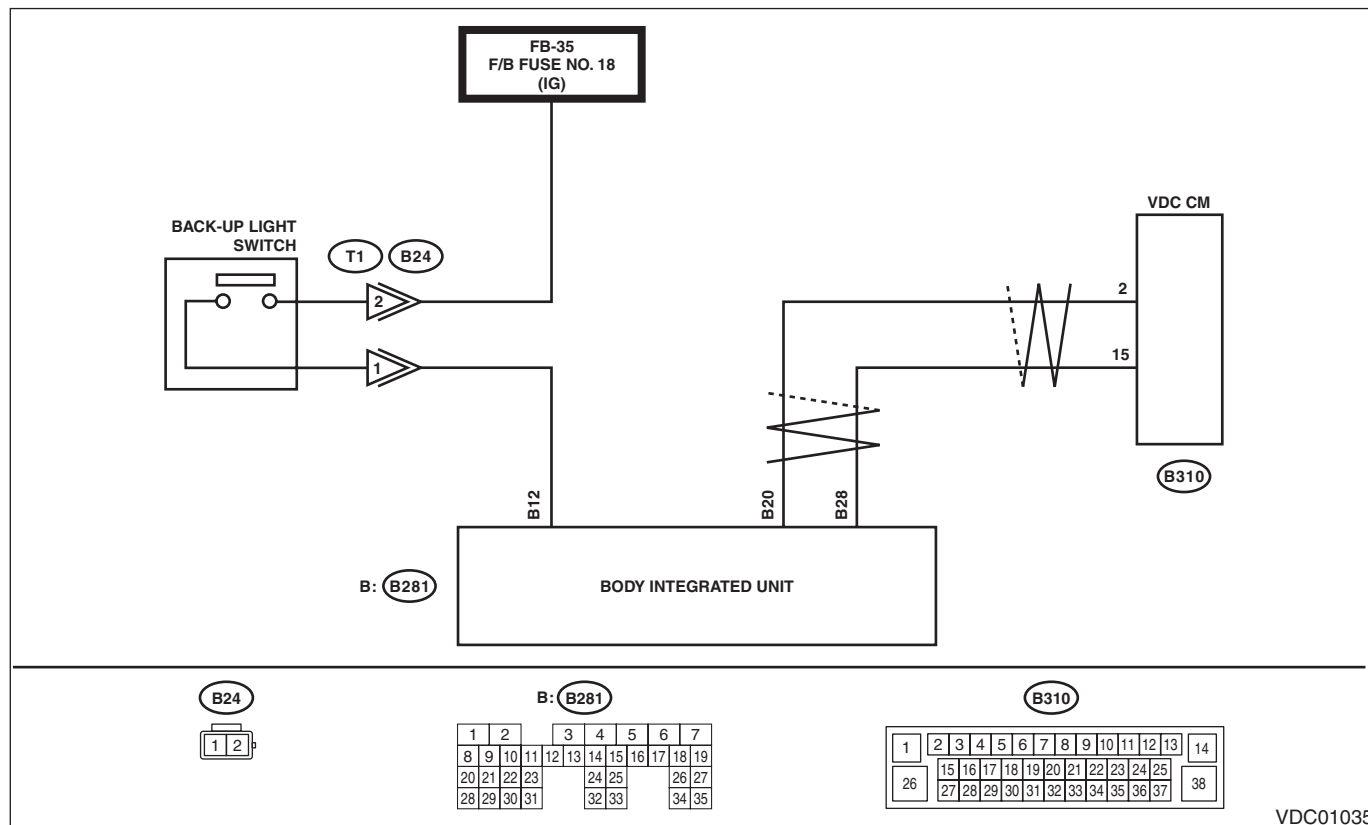 FB-35
F/B FUSE NO. 18
(IG)
BACK-UP LIGHT
SWITCH
T1
B24
2
1
VDC CM
2
15
B310
B12
B20
B28
B: B281
BODY INTEGRATED UNIT
B24
1 2
B: B281
1 2 3 4 5 6 7
8 9 10 11 12 13 14 15 16 17 18 19
20 21 22 23 24 25 26 27
28 29 30 31 32 33 34 35
B310
1 2 3 4 5 6 7 8 9 10 11 12 13 14
15 16 17 18 19 20 21 22 23 24 25
26 27 28 29 30 31 32 33 34 35 36 37 38
VDC01035